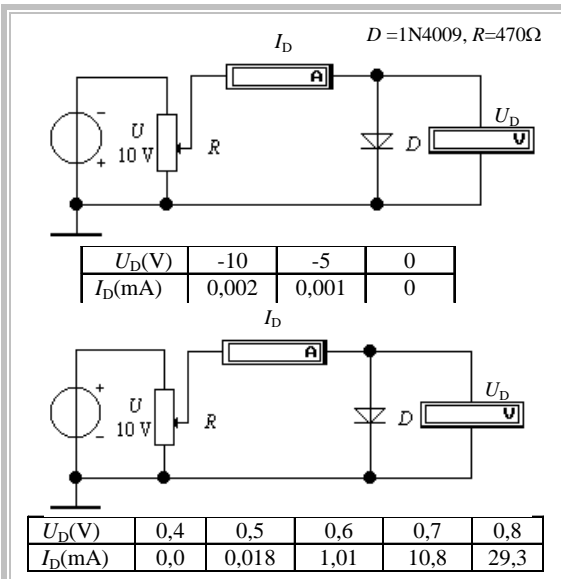 D =1N4009, R=470Ω
I_D
A
U_D
V
U
10 V
R
D
-
+
U_D(V) -10 -5 0
I_D(mA) 0,002 0,001 0
I_D
A
U_D
V
+
U
10 V
R
D
-
U_D(V) 0,4 0,5 0,6 0,7 0,8
I_D(mA) 0,0 0,018 1,01 10,8 29,3